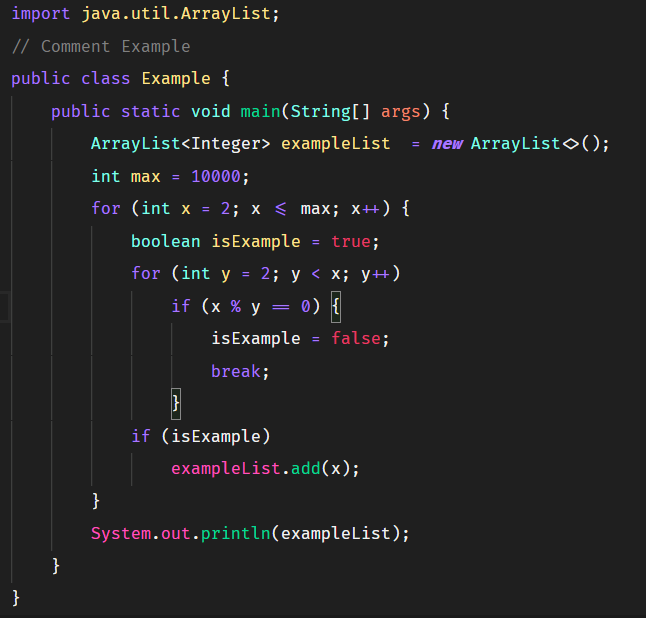 import java.util.ArrayList;
// Comment Example
public class Example {
    public static void main(String[] args) {
        ArrayList<Integer> exampleList  = new ArrayList<>();
        int max = 10000;
        for (int x = 2; x <= max; x++) {
            boolean isExample = true;
            for (int y = 2; y < x; y++)
                if (x % y == 0) {
                    isExample = false;
                    break;
                }
            if (isExample)
                exampleList.add(x);
        }
        System.out.println(exampleList);
    }
}